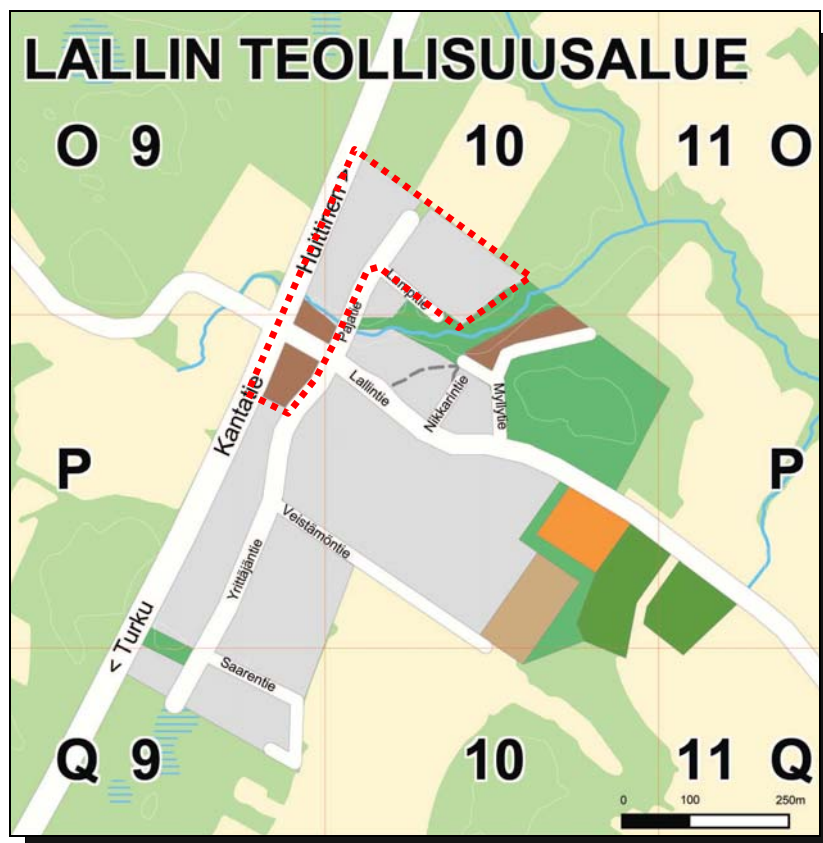 LALLIN TEOLLISUUSALUE
O 9 10 11 O
Huittinen >
Lampitie
Pajatie
Lallintie
Nikkarintie
Myllytie
Kantatie
P P
Veistämöntie
Yrittäjäntie
< Turku
Saarentie
Q 9 10 11 Q
0 100 250m